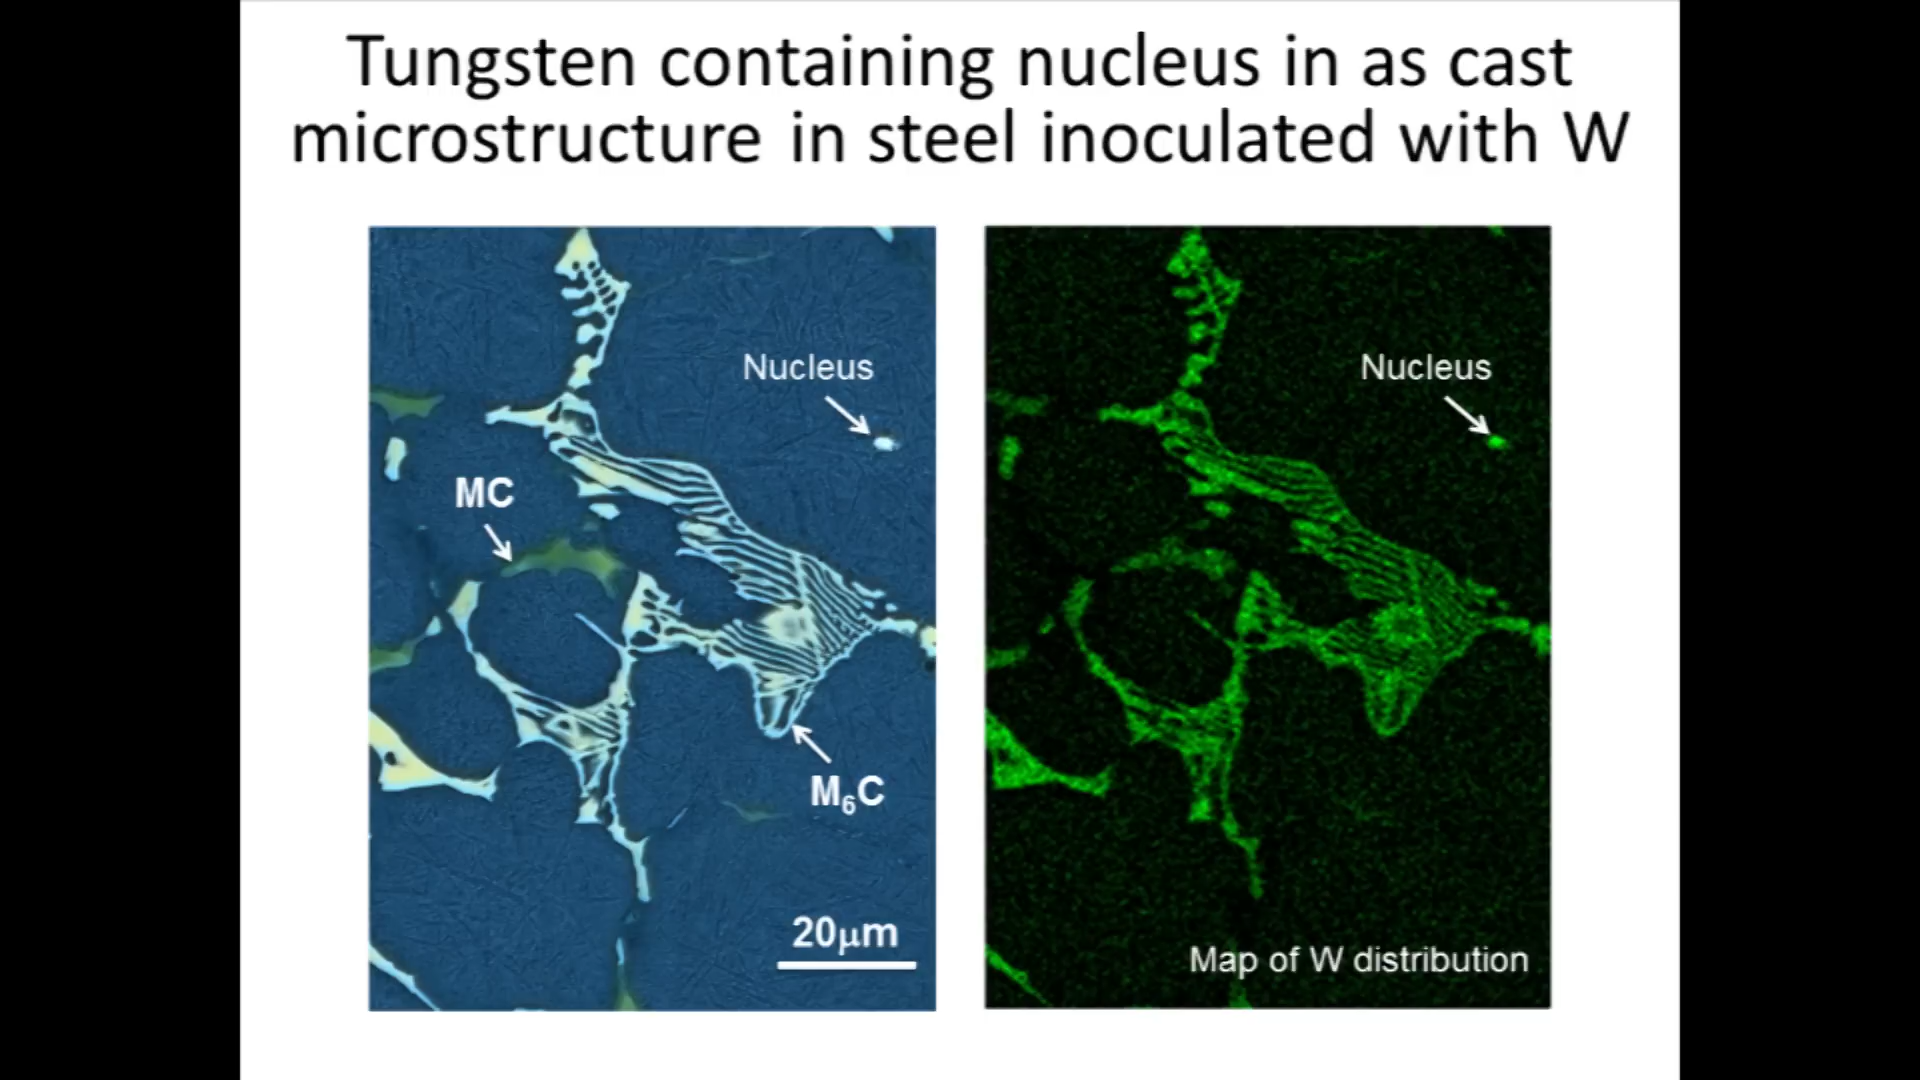 Tungsten containing nucleus in as cast
microstructure in steel inoculated with W
Nucleus
MC
M₆C
20μm
Nucleus
Map of W distribution